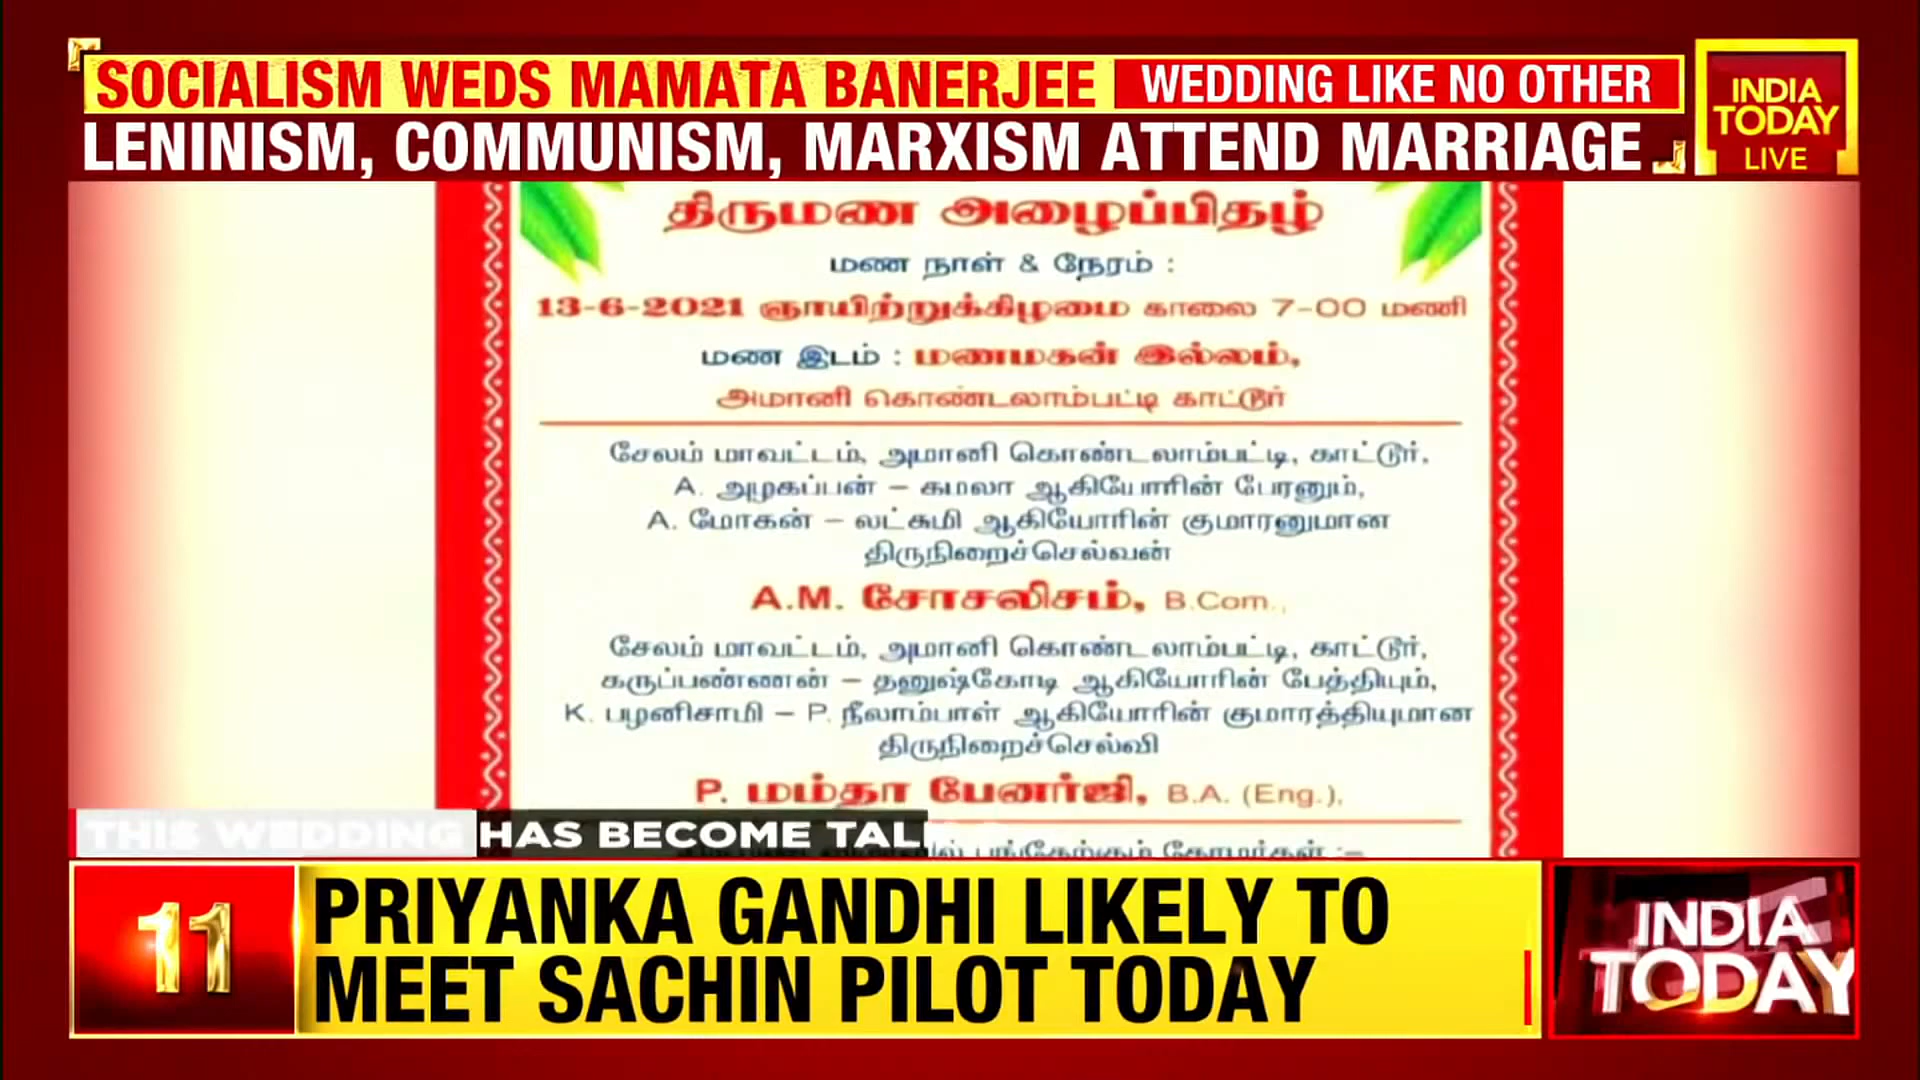 SOCIALISM WEDS MAMATA BANERJEE WEDDING LIKE NO OTHER
LENINISM, COMMUNISM, MARXISM ATTEND MARRIAGE
INDIA
TODAY
LIVE
திருமண அழைப்பிதழ்
மண நாள் & நேரம் :
13-6-2021 ஞாயிற்றுக்கிழமை காலை 7-00 மணி
மண இடம் : மணமகன் இல்லம்,
அமானி கொண்டலாம்பட்டி காட்டூர்
சேலம் மாவட்டம், அமானி கொண்டலாம்பட்டி, காட்டூர்,
A. அழகப்பன் – கமலா ஆகியோரின் பேரனும்,
A. மோகன் – லட்சுமி ஆகியோரின் குமாரனுமான
திருநிறைச்செல்வன்
A.M. சோசலிசம், B.Com.,
சேலம் மாவட்டம், அமானி கொண்டலாம்பட்டி, காட்டூர்,
கருப்பண்ணன் – தனுஷ்கோடி ஆகியோரின் பேத்தியும்,
K. பழனிசாமி – P. நீலாம்பாள் ஆகியோரின் குமாரத்தியுமான
திருநிறைச்செல்வி
P. மம்தா பேனர்ஜி, B.A. (Eng.),
THIS WEDDING HAS BECOME TAL
11
PRIYANKA GANDHI LIKELY TO
MEET SACHIN PILOT TODAY
INDIA
TODAY